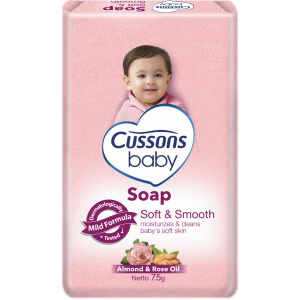 Soap
Cussons
baby
Soap
Soft & Smooth
moisturizes & cleans
baby's soft skin
Dermatologically
Mild Formula
Tested
Almond & Rose Oil
Netto 75g